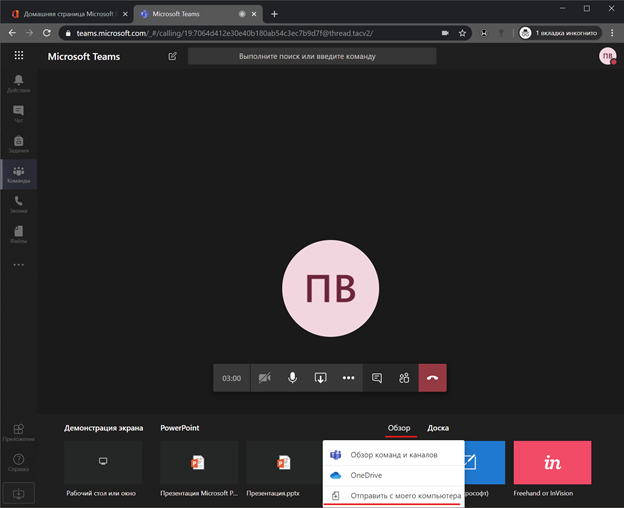 Домашняя страница Microsoft
Microsoft Teams
teams.microsoft.com/_#/calling/19:7064d412e30e40b180ab54c3ec7b9d7f@thread.tacv2/
1 вкладка инкогнито
Microsoft Teams
Выполните поиск или введите команду
ПВ
Действия
Чат
Задания
Команды
Звонки
Файлы
ПВ
03:00
Приложения
Справка
Демонстрация экрана
PowerPoint
Обзор
Доска
Обзор команд и каналов
OneDrive
Отправить с моего компьютера
in
Рабочий стол или окно
Презентация Microsoft P...
Презентация.pptx
рософт)
Freehand от InVision